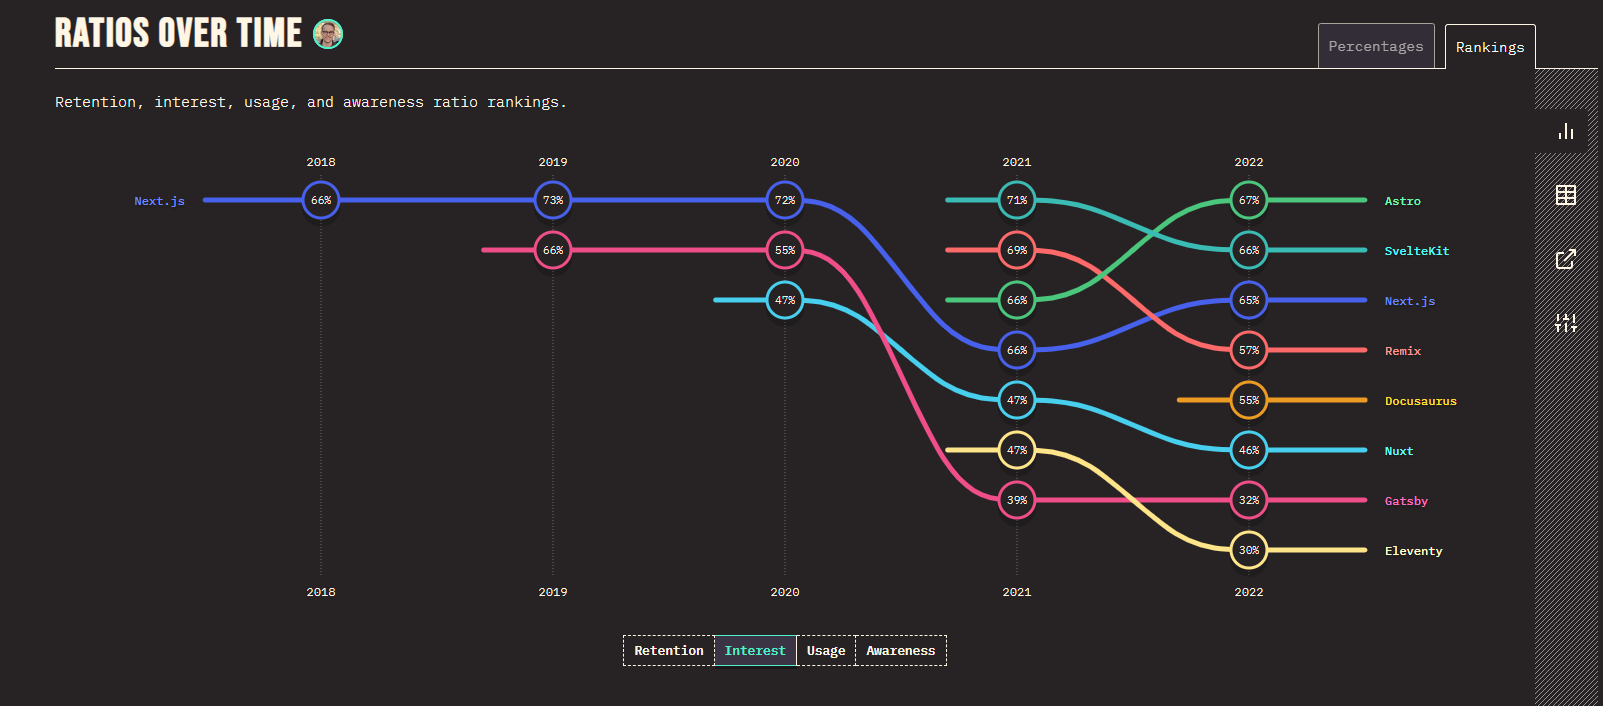 RATIOS OVER TIME
Percentages
Rankings
Retention, interest, usage, and awareness ratio rankings.
2018 2019 2020 2021 2022
Next.js 66% 73% 72% 71% 67% Astro
66% 55% 69% 66% SvelteKit
47% 66% 65% Next.js
66% 57% Remix
47% 55% Docusaurus
47% 46% Nuxt
39% 32% Gatsby
30% Eleventy
2018 2019 2020 2021 2022
Retention Interest Usage Awareness